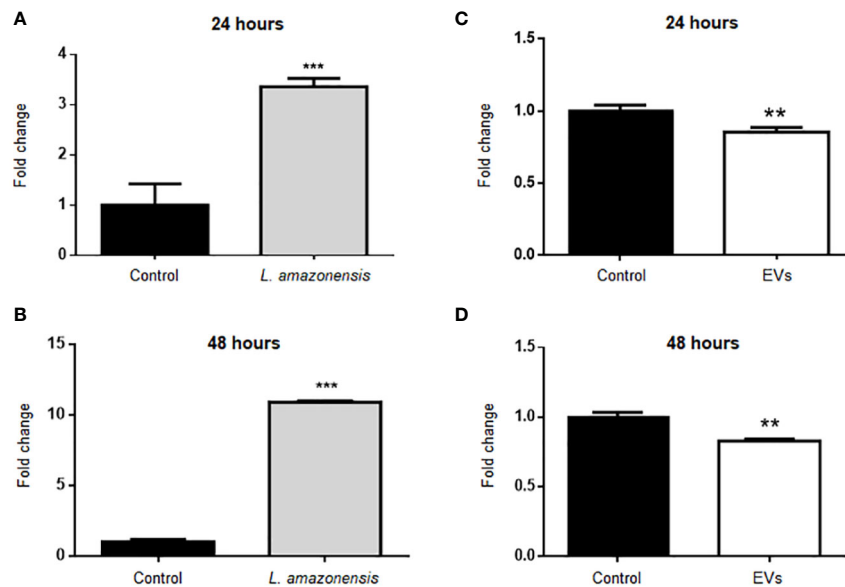 A
24 hours
Fold change
4
3
2
1
0
***
Control
L. amazonensis
B
48 hours
Fold change
15
10
5
0
***
Control
L. amazonensis
C
24 hours
Fold change
1.5
1.0
0.5
0.0
**
Control
EVs
D
48 hours
Fold change
1.5
1.0
0.5
0.0
**
Control
EVs